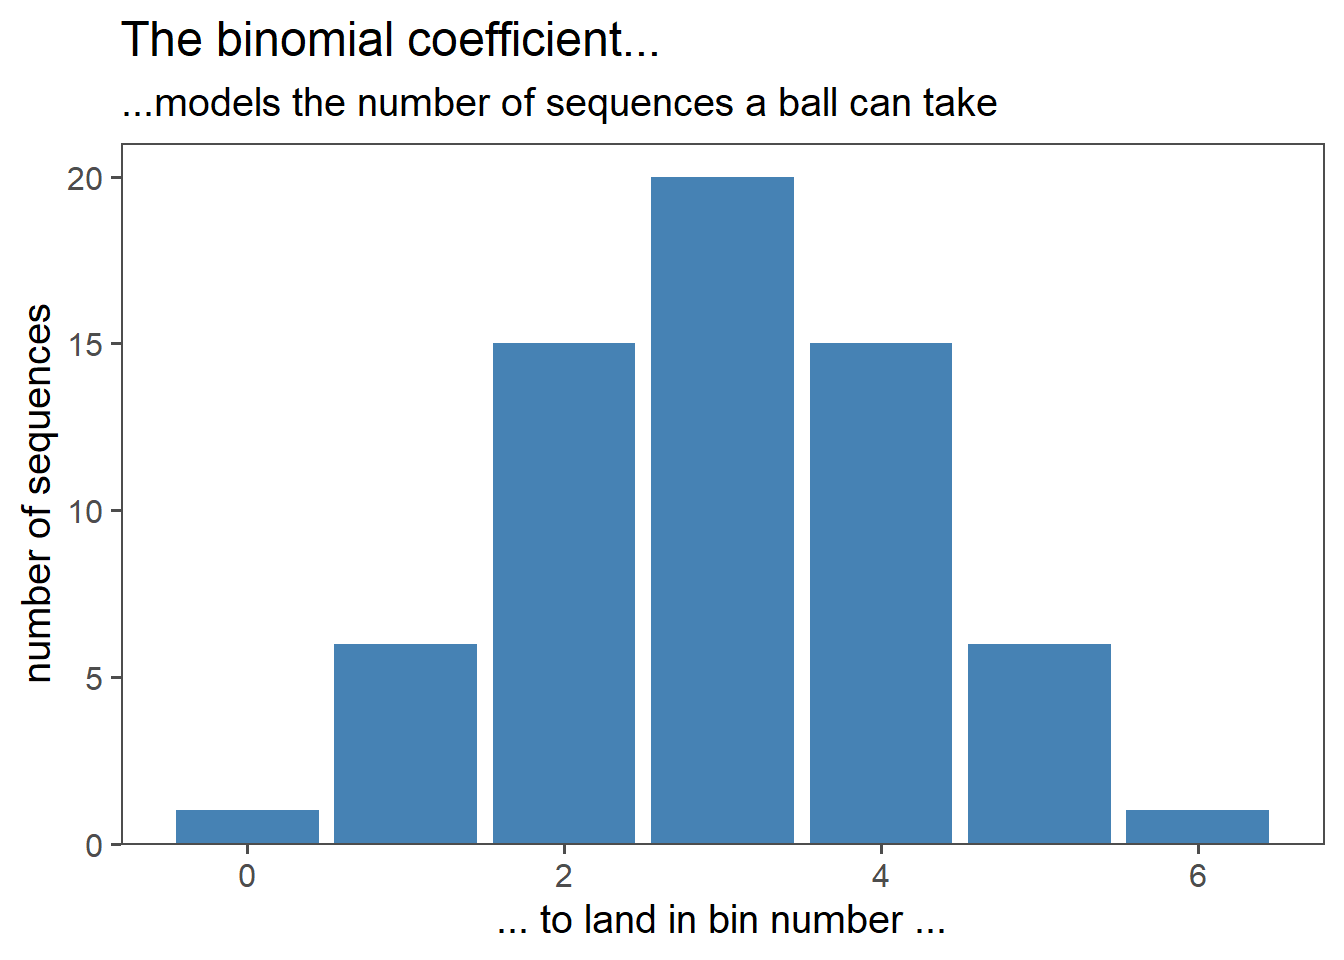 The binomial coefficient...
...models the number of sequences a ball can take
number of sequences
20
15
10
5
0
0 2 4 6
... to land in bin number ...